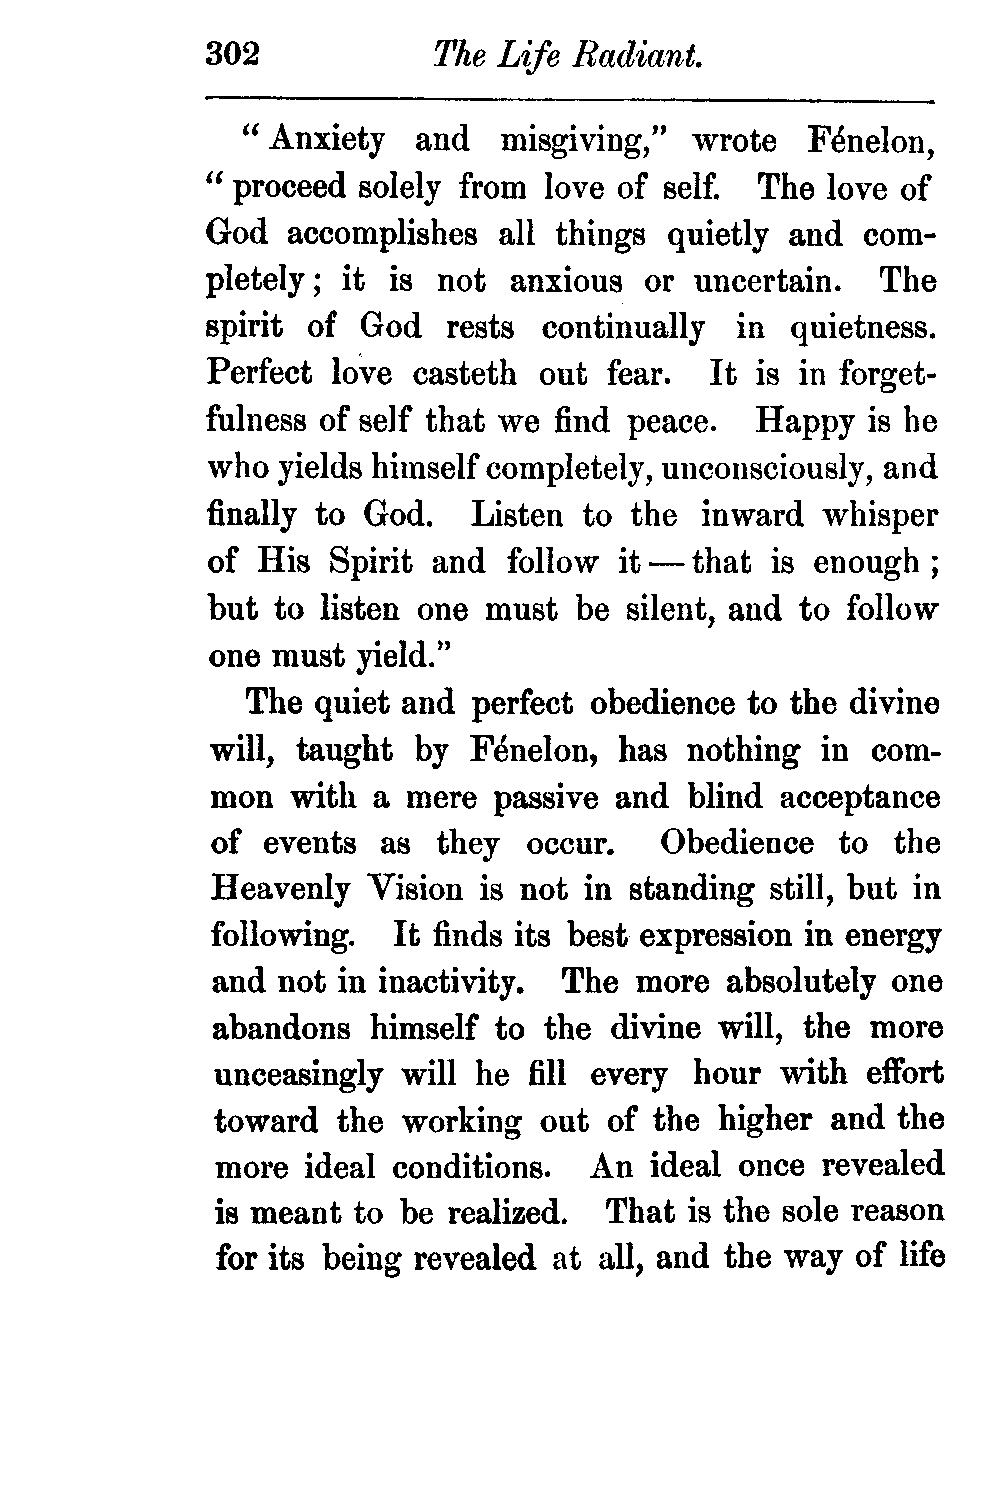 302 The Life Radiant.
“ Anxiety and misgiving,” wrote Fénelon,
“ proceed solely from love of self. The love of
God accomplishes all things quietly and com-
pletely ; it is not anxious or uncertain. The
spirit of God rests continually in quietness.
Perfect love casteth out fear. It is in forget-
fulness of self that we find peace. Happy is he
who yields himself completely, unconsciously, and
finally to God. Listen to the inward whisper
of His Spirit and follow it — that is enough ;
but to listen one must be silent, and to follow
one must yield.”
The quiet and perfect obedience to the divine
will, taught by Fénelon, has nothing in com-
mon with a mere passive and blind acceptance
of events as they occur. Obedience to the
Heavenly Vision is not in standing still, but in
following. It finds its best expression in energy
and not in inactivity. The more absolutely one
abandons himself to the divine will, the more
unceasingly will he fill every hour with effort
toward the working out of the higher and the
more ideal conditions. An ideal once revealed
is meant to be realized. That is the sole reason
for its being revealed at all, and the way of life